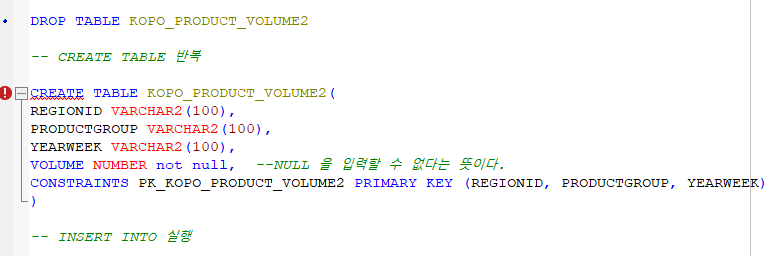 DROP TABLE KOPO_PRODUCT_VOLUME2
-- CREATE TABLE 반복
CREATE TABLE KOPO_PRODUCT_VOLUME2(
REGIONID VARCHAR2(100),
PRODUCTGROUP VARCHAR2(100),
YEARWEEK VARCHAR2(100),
VOLUME NUMBER not null,  --NULL 을 입력할 수 없다는 뜻이다.
CONSTRAINTS PK_KOPO_PRODUCT_VOLUME2 PRIMARY KEY (REGIONID, PRODUCTGROUP, YEARWEEK)
)
-- INSERT INTO 실행